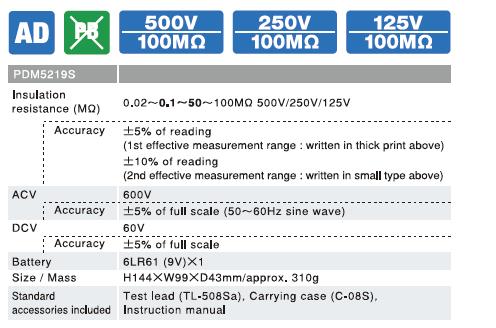 AD
PB
500V
100MΩ
250V
100MΩ
125V
100MΩ
PDM5219S
Insulation
resistance (MΩ)
0.02～0.1～50～100MΩ 500V/250V/125V
Accuracy
±5% of reading
(1st effective measurement range : written in thick print above)
±10% of reading
(2nd effective measurement range : written in small type above)
ACV
600V
Accuracy
±5% of full scale (50～60Hz sine wave)
DCV
60V
Accuracy
±5% of full scale
Battery
6LR61 (9V)×1
Size / Mass
H144×W99×D43mm/approx. 310g
Standard
accessories included
Test lead (TL-508Sa), Carrying case (C-08S),
Instruction manual